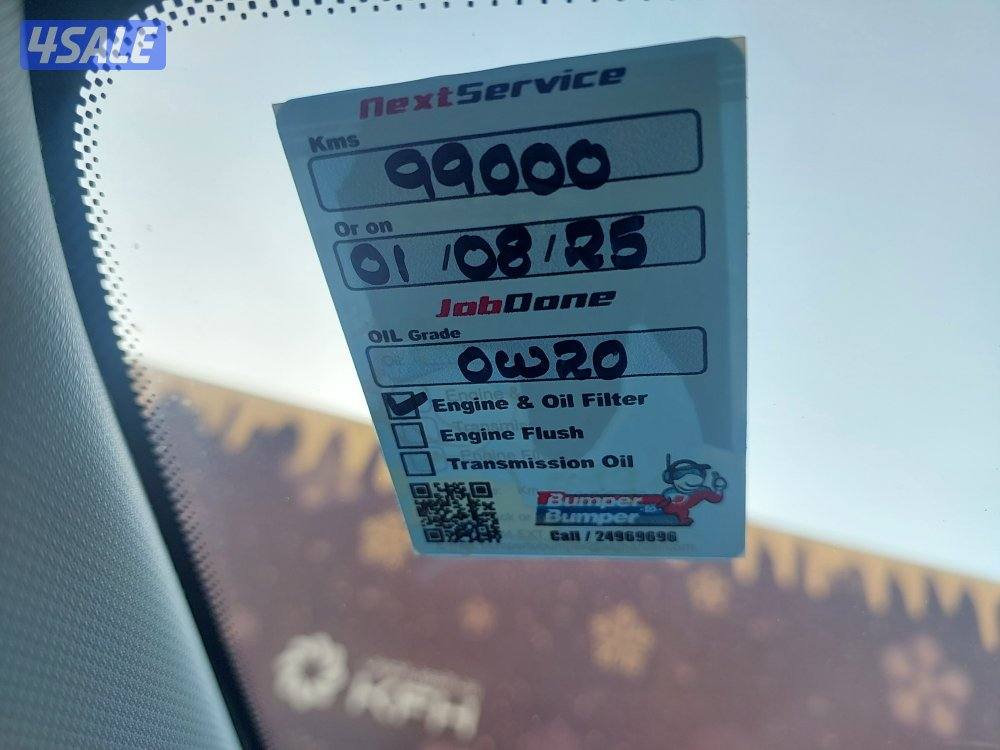 4SALE
NextService
Kms
99000
Or on
01/08/25
JobDone
OIL Grade
0W20
Engine & Oil Filter
Engine Flush
Transmission Oil
Bumper
Bumper
Call / 24969696
KFH